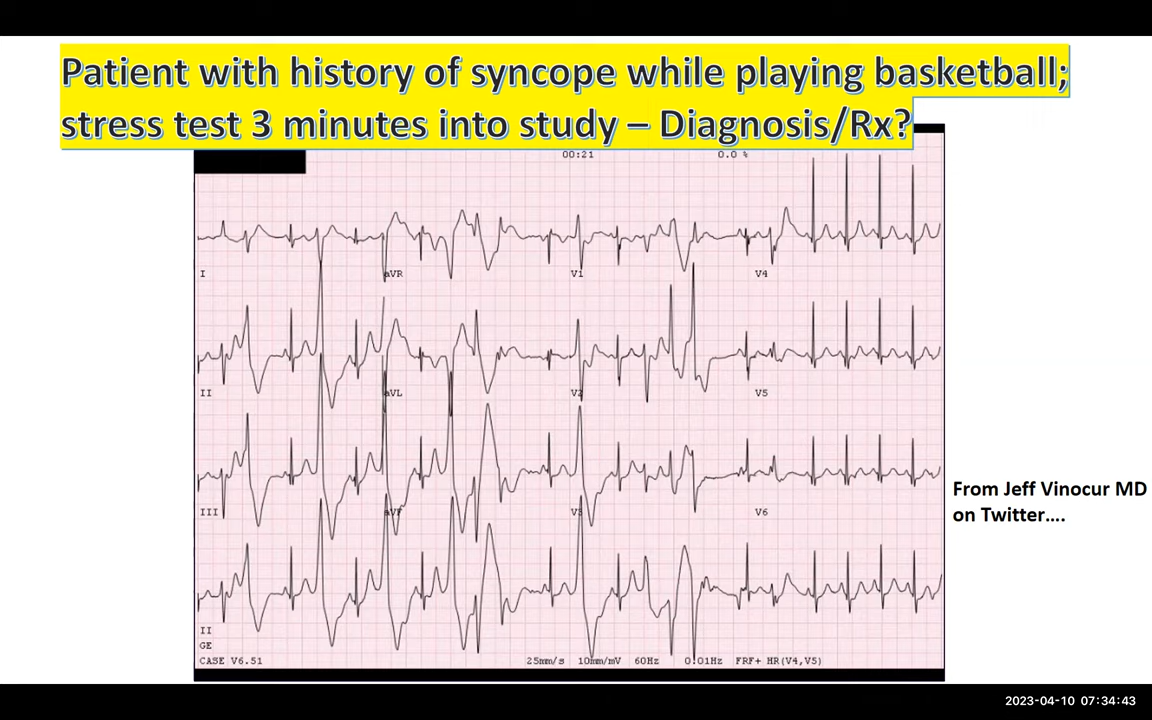 Patient with history of syncope while playing basketball;
stress test 3 minutes into study – Diagnosis/Rx?
00:21 0.0 %
I aVR V1 V4
II aVL V2 V5
From Jeff Vinocur MD
on Twitter....
III aVF V3 V6
II
GE
CASE V6.51 25mm/s 10mm/mV 60Hz 0.01Hz FRF+ HR(V4,V5)
2023-04-10 07:34:43